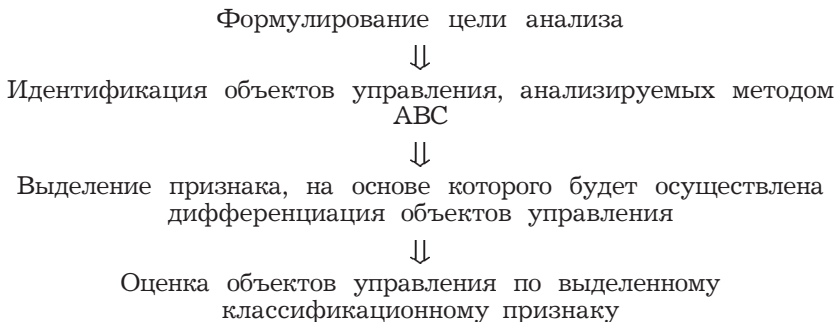 Формулирование цели анализа
⇓
Идентификация объектов управления, анализируемых методом
АВС
⇓
Выделение признака, на основе которого будет осуществлена
дифференциация объектов управления
⇓
Оценка объектов управления по выделенному
классификационному признаку